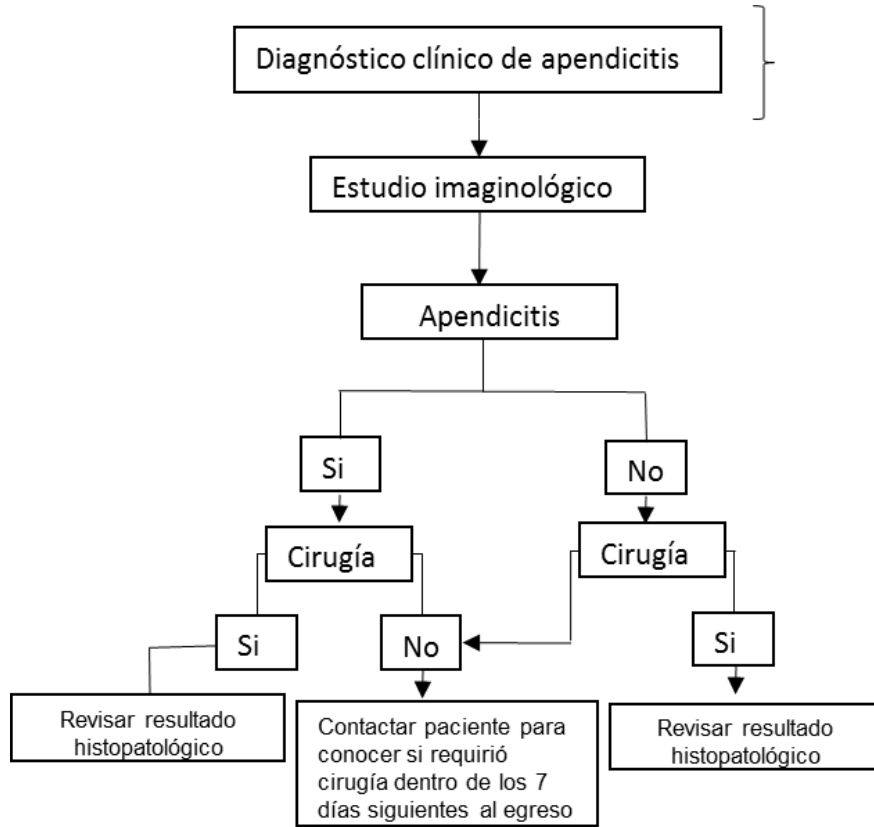 Diagnóstico clínico de apendicitis
Estudio imaginológico
Apendicitis
Si
No
Cirugía
Cirugía
Si
No
Si
Revisar resultado
histopatológico
Contactar paciente para
conocer si requirió
cirugía dentro de los 7
días siguientes al egreso
Revisar resultado
histopatológico